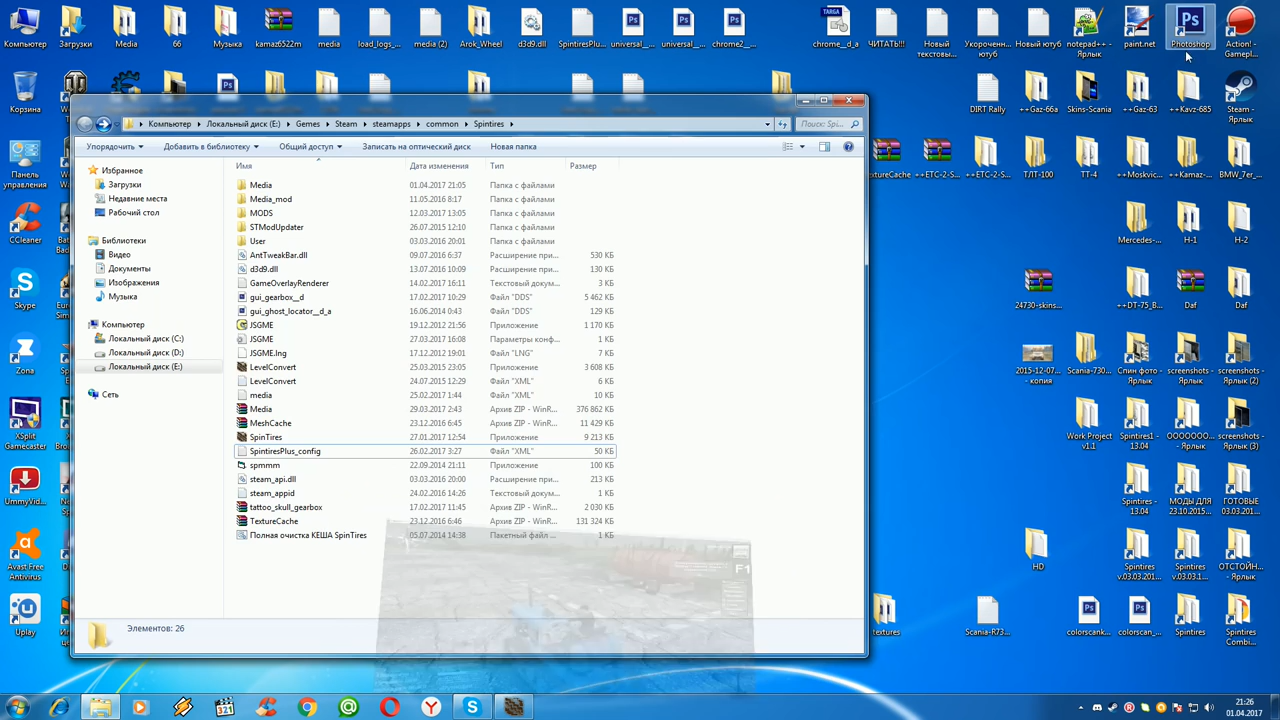 Компьютер
Загрузки
Media
66
Музыка
kamaz6522m
media
load_logs_...
media (2)
Arok_Wheel
d3d9.dll
SpintiresPlu...
universal_...
universal_...
chrome2__...
TARGA
chrome__d_a
ЧИТАТЬ!!!
Новый текстовы...
Укороченн... ютуб
Новый ютуб
notepad++ - Ярлык
paint.net
Photoshop
Action! - Gamepl...
Корзина
DIRT Rally
++Gaz-66a
Skins-Scania
++Gaz-63
++Kavz-685
Steam - Ярлык
Компьютер
Локальный диск (E:)
Gemes
Steam
steamapps
common
Spintires
Поиск: Spi...
Упорядочить
Добавить в библиотеку
Общий доступ
Записать на оптический диск
Новая папка
Имя
Дата изменения
Тип
Размер
Избранное
Загрузки
Недавние места
Рабочий стол
Библиотеки
Видео
Документы
Изображения
Музыка
Компьютер
Локальный диск (C:)
Локальный диск (D:)
Локальный диск (E:)
Сеть
Media 01.04.2017 21:05 Папка с файлами
Media_mod 11.05.2016 8:17 Папка с файлами
MODS 12.03.2017 13:05 Папка с файлами
STModUpdater 26.07.2015 12:10 Папка с файлами
User 03.03.2016 20:01 Папка с файлами
AntTweakBar.dll 09.07.2016 6:37 Расширение при... 530 КБ
d3d9.dll 13.07.2016 10:09 Расширение при... 130 КБ
GameOverlayRenderer 14.02.2017 16:11 Текстовый докум... 3 КБ
gui_gearbox__d 17.02.2017 10:29 Файл "DDS" 5 462 КБ
gui_ghost_locator__d_a 16.06.2014 0:43 Файл "DDS" 129 КБ
JSGME 19.12.2012 21:56 Приложение 1 170 КБ
JSGME 27.03.2017 16:08 Параметры конф... 1 КБ
JSGME.lng 17.12.2012 19:01 Файл "LNG" 7 КБ
LevelConvert 25.03.2015 23:05 Приложение 3 608 КБ
LevelConvert 24.07.2015 12:29 Файл "XML" 6 КБ
media 25.02.2017 1:44 Файл "XML" 10 КБ
Media 29.03.2017 2:43 Архив ZIP - WinR... 376 862 КБ
MeshCache 23.12.2016 6:45 Архив ZIP - WinR... 11 429 КБ
SpinTires 27.01.2017 12:54 Приложение 9 213 КБ
SpintiresPlus_config 26.02.2017 3:27 Файл "XML" 50 КБ
spmmm 22.09.2014 21:11 Приложение 100 КБ
steam_api.dll 03.03.2016 20:00 Расширение при... 213 КБ
steam_appid 24.02.2016 14:26 Текстовый докум... 1 КБ
tattoo_skull_gearbox 17.02.2017 11:45 Архив ZIP - WinR... 2 030 КБ
TextureCache 23.12.2016 6:46 Архив ZIP - WinR... 131 324 КБ
Полная очистка КЕША SpinTires 05.07.2014 14:38 Пакетный файл ... 1 КБ
F1
Элементов: 26
Панель управления
CCleaner
Skype
Zona
XSplit Gamecaster
UmmyVid...
Avast Free Antivirus
Uplay
++ETC-2-S...
++ETC-2-S...
ТЛТ-100
TT-4
++Moskvic...
++Kamaz-...
BMW_7er_...
Mercedes-...
H-1
H-2
24730-skins...
++DT-75_B...
Daf
Daf
2015-12-07... - копия
Scania-730...
Спин фото - Ярлык
screenshots - Ярлык
screenshots - Ярлык (2)
Work Project v1.1
Spintires1 - 13.04
ООООООО...
screenshots - Ярлык (3)
Spintires - 13.04
МОДЫ ДЛЯ 23.10.2015...
ГОТОВЫЕ 03.03.201...
HD
Spintires v.03.03.201...
Spintires v.03.03.1...
ОТСТОЙН... - Ярлык
textures
Scania-R73...
colorscank...
colorscan_...
Spintires
Spintires Combi...
321
21:26
01.04.2017